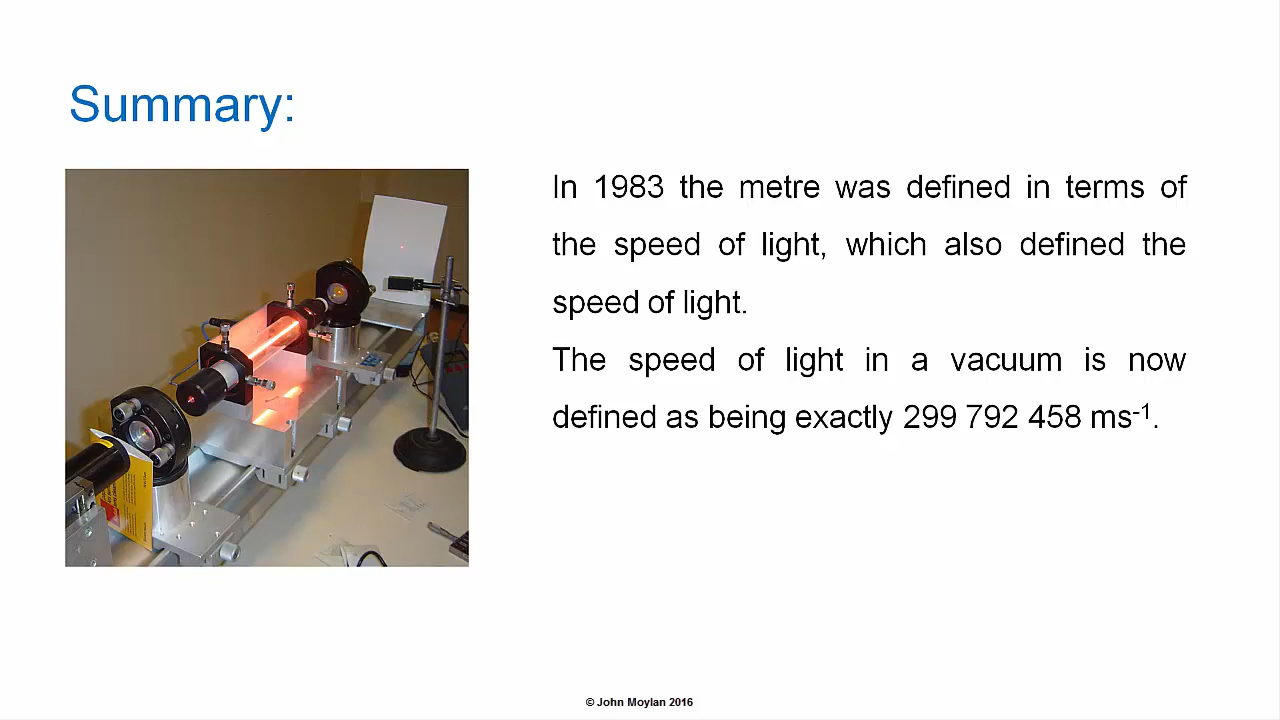 Summary:
In 1983 the metre was defined in terms of
the speed of light, which also defined the
speed of light.
The speed of light in a vacuum is now
defined as being exactly 299 792 458 ms⁻¹.
© John Moylan 2016